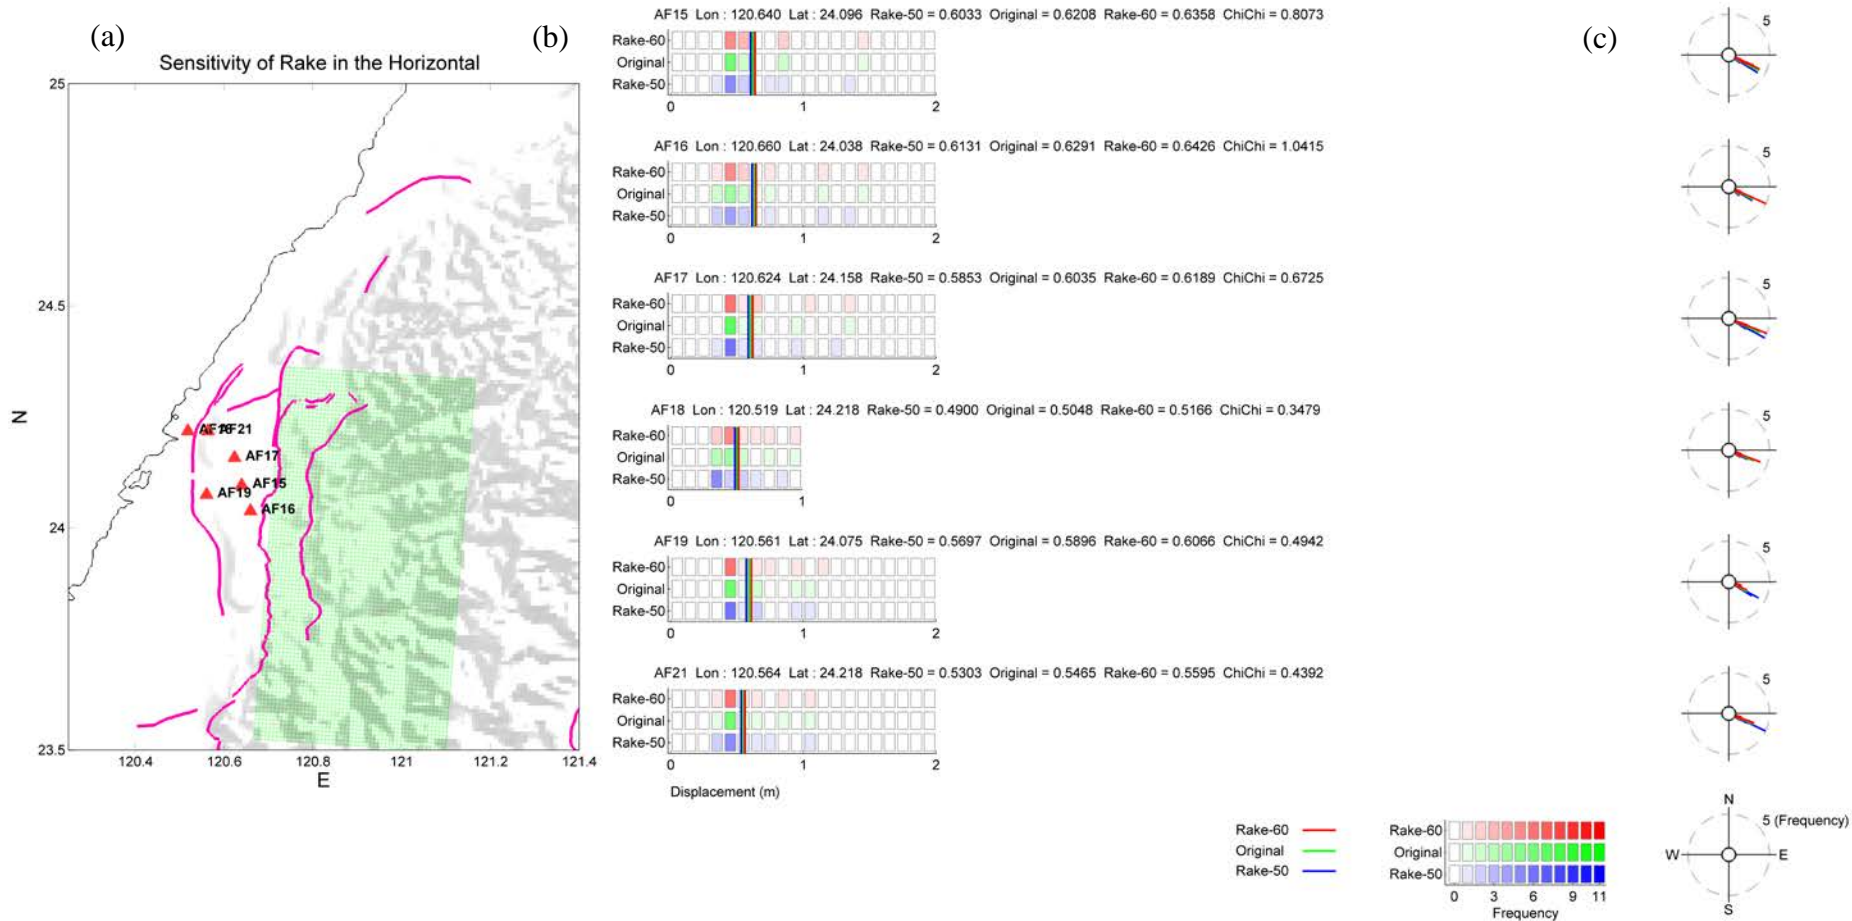 (a)
Sensitivity of Rake in the Horizontal
25
24.5
24
23.5
N
AF21
AF17
AF15
AF19
AF16
120.4 120.6 120.8 121 121.2 121.4
E
(b)
AF15 Lon : 120.640 Lat : 24.096 Rake-50 = 0.6033 Original = 0.6208 Rake-60 = 0.6358 ChiChi = 0.8073
Rake-60
Original
Rake-50
0 1 2
AF16 Lon : 120.660 Lat : 24.038 Rake-50 = 0.6131 Original = 0.6291 Rake-60 = 0.6426 ChiChi = 1.0415
Rake-60
Original
Rake-50
0 1 2
AF17 Lon : 120.624 Lat : 24.158 Rake-50 = 0.5853 Original = 0.6035 Rake-60 = 0.6189 ChiChi = 0.6725
Rake-60
Original
Rake-50
0 1 2
AF18 Lon : 120.519 Lat : 24.218 Rake-50 = 0.4900 Original = 0.5048 Rake-60 = 0.5166 ChiChi = 0.3479
Rake-60
Original
Rake-50
0 1
AF19 Lon : 120.561 Lat : 24.075 Rake-50 = 0.5697 Original = 0.5896 Rake-60 = 0.6066 ChiChi = 0.4942
Rake-60
Original
Rake-50
0 1 2
AF21 Lon : 120.564 Lat : 24.218 Rake-50 = 0.5303 Original = 0.5465 Rake-60 = 0.5595 ChiChi = 0.4392
Rake-60
Original
Rake-50
0 1 2
Displacement (m)
Rake-60
Original
Rake-50
Rake-60
Original
Rake-50
0 3 6 9 11
Frequency
(c)
5
5
5
5
5
5
N
5 (Frequency)
W E
S